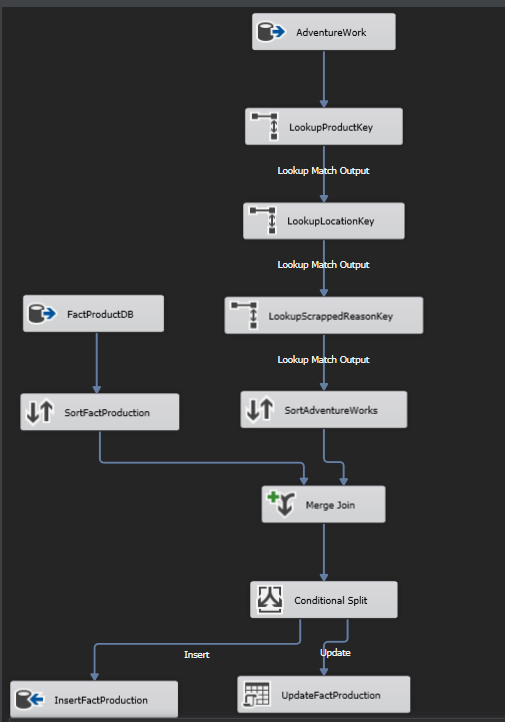 AdventureWork
LookupProductKey
Lookup Match Output
LookupLocationKey
Lookup Match Output
FactProductDB
LookupScrappedReasonKey
Lookup Match Output
SortFactProduction
SortAdventureWorks
Merge Join
Conditional Split
Insert
Update
InsertFactProduction
UpdateFactProduction